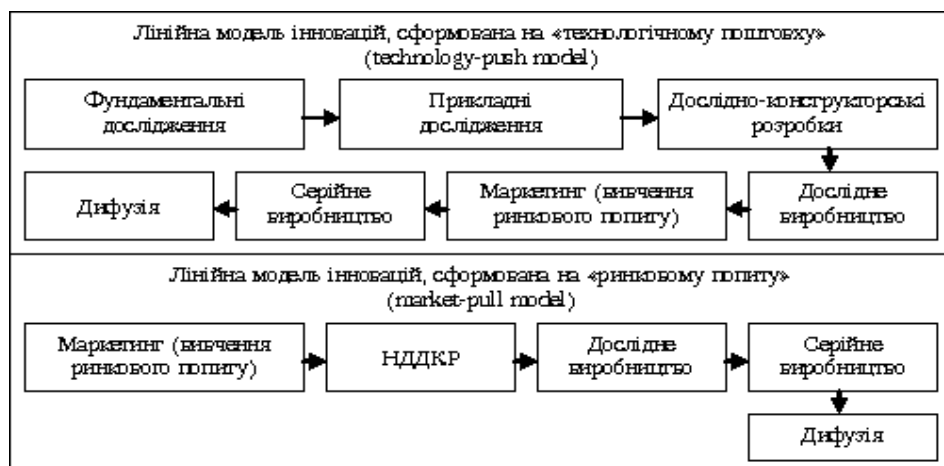 Лінійна модель інновацій, сформована на «технологічному поштовху»
(technology-push model)
Фундаментальні
дослідження
Прикладні
дослідження
Дослідно-конструкторські
розробки
Дифузія
Серійне
виробництво
Маркетинг (вивчення
ринкового попиту)
Дослідне
виробництво
Лінійна модель інновацій, сформована на «ринковому попиту»
(market-pull model)
Маркетинг (вивчення
ринкового попиту)
НДДКР
Дослідне
виробництво
Серійне
виробництво
Дифузія